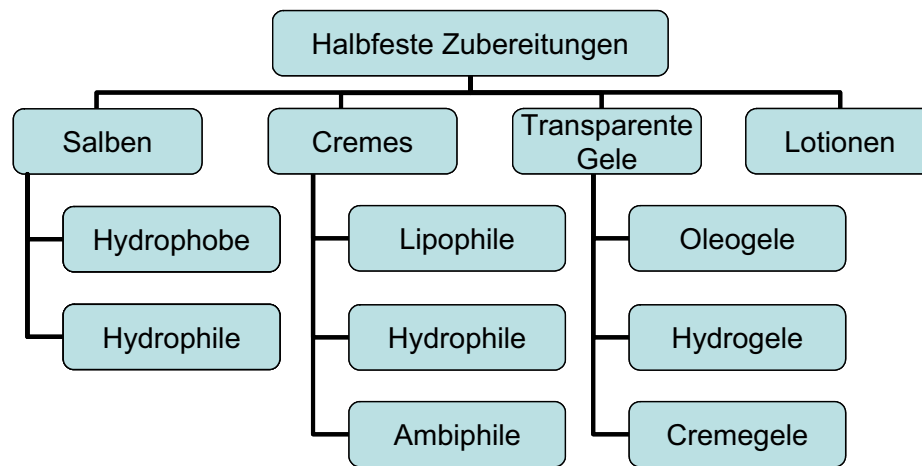 Halbfeste Zubereitungen
Salben
Cremes
Transparente
Gele
Lotionen
Hydrophobe
Lipophile
Oleogele
Hydrophile
Hydrophile
Hydrogele
Ambiphile
Cremegele